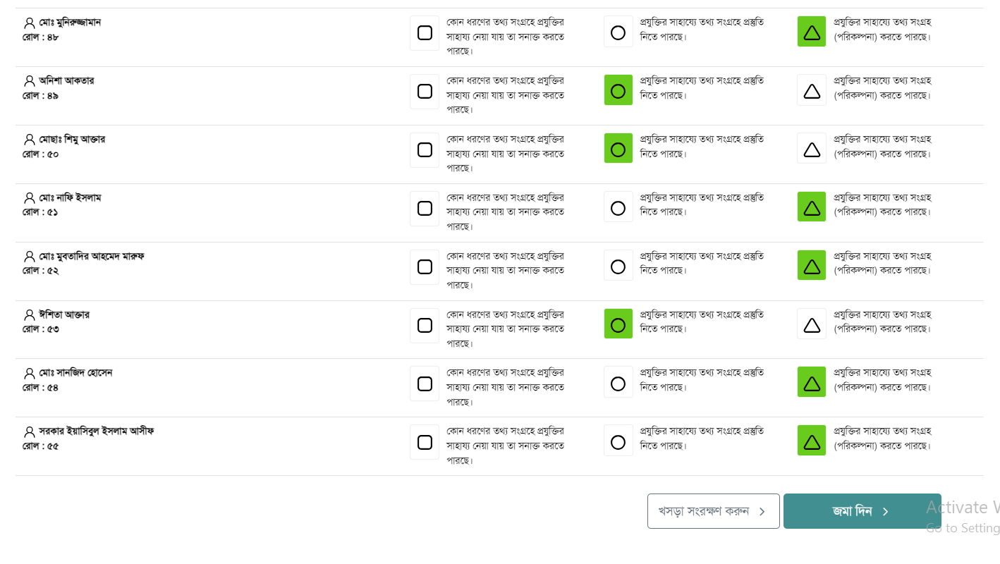 মোঃ মুনিরুজ্জামান
রোল : ৪৮
কোন ধরণের তথ্য সংগ্রহে প্রযুক্তির
সাহায্য নেয়া যায় তা সনাক্ত করতে
পারছে।
প্রযুক্তির সাহায্যে তথ্য সংগ্রহে প্রস্তুতি
নিতে পারছে।
প্রযুক্তির সাহায্যে তথ্য সংগ্রহ
(পরিকল্পনা) করতে পারছে।
অনিশা আকতার
রোল : ৪৯
কোন ধরণের তথ্য সংগ্রহে প্রযুক্তির
সাহায্য নেয়া যায় তা সনাক্ত করতে
পারছে।
প্রযুক্তির সাহায্যে তথ্য সংগ্রহে প্রস্তুতি
নিতে পারছে।
প্রযুক্তির সাহায্যে তথ্য সংগ্রহ
(পরিকল্পনা) করতে পারছে।
মোছাঃ শিমু আক্তার
রোল : ৫০
কোন ধরণের তথ্য সংগ্রহে প্রযুক্তির
সাহায্য নেয়া যায় তা সনাক্ত করতে
পারছে।
প্রযুক্তির সাহায্যে তথ্য সংগ্রহে প্রস্তুতি
নিতে পারছে।
প্রযুক্তির সাহায্যে তথ্য সংগ্রহ
(পরিকল্পনা) করতে পারছে।
মোঃ নাফি ইসলাম
রোল : ৫১
কোন ধরণের তথ্য সংগ্রহে প্রযুক্তির
সাহায্য নেয়া যায় তা সনাক্ত করতে
পারছে।
প্রযুক্তির সাহায্যে তথ্য সংগ্রহে প্রস্তুতি
নিতে পারছে।
প্রযুক্তির সাহায্যে তথ্য সংগ্রহ
(পরিকল্পনা) করতে পারছে।
মোঃ মুবতাদির আহমেদ মারুফ
রোল : ৫২
কোন ধরণের তথ্য সংগ্রহে প্রযুক্তির
সাহায্য নেয়া যায় তা সনাক্ত করতে
পারছে।
প্রযুক্তির সাহায্যে তথ্য সংগ্রহে প্রস্তুতি
নিতে পারছে।
প্রযুক্তির সাহায্যে তথ্য সংগ্রহ
(পরিকল্পনা) করতে পারছে।
ঈশিতা আক্তার
রোল : ৫৩
কোন ধরণের তথ্য সংগ্রহে প্রযুক্তির
সাহায্য নেয়া যায় তা সনাক্ত করতে
পারছে।
প্রযুক্তির সাহায্যে তথ্য সংগ্রহে প্রস্তুতি
নিতে পারছে।
প্রযুক্তির সাহায্যে তথ্য সংগ্রহ
(পরিকল্পনা) করতে পারছে।
মোঃ সানজিদ হোসেন
রোল : ৫৪
কোন ধরণের তথ্য সংগ্রহে প্রযুক্তির
সাহায্য নেয়া যায় তা সনাক্ত করতে
পারছে।
প্রযুক্তির সাহায্যে তথ্য সংগ্রহে প্রস্তুতি
নিতে পারছে।
প্রযুক্তির সাহায্যে তথ্য সংগ্রহ
(পরিকল্পনা) করতে পারছে।
সরকার ইয়াসিবুল ইসলাম আসীফ
রোল : ৫৫
কোন ধরণের তথ্য সংগ্রহে প্রযুক্তির
সাহায্য নেয়া যায় তা সনাক্ত করতে
পারছে।
প্রযুক্তির সাহায্যে তথ্য সংগ্রহে প্রস্তুতি
নিতে পারছে।
প্রযুক্তির সাহায্যে তথ্য সংগ্রহ
(পরিকল্পনা) করতে পারছে।
খসড়া সংরক্ষণ করুন
জমা দিন
Activate W
Go to Setting